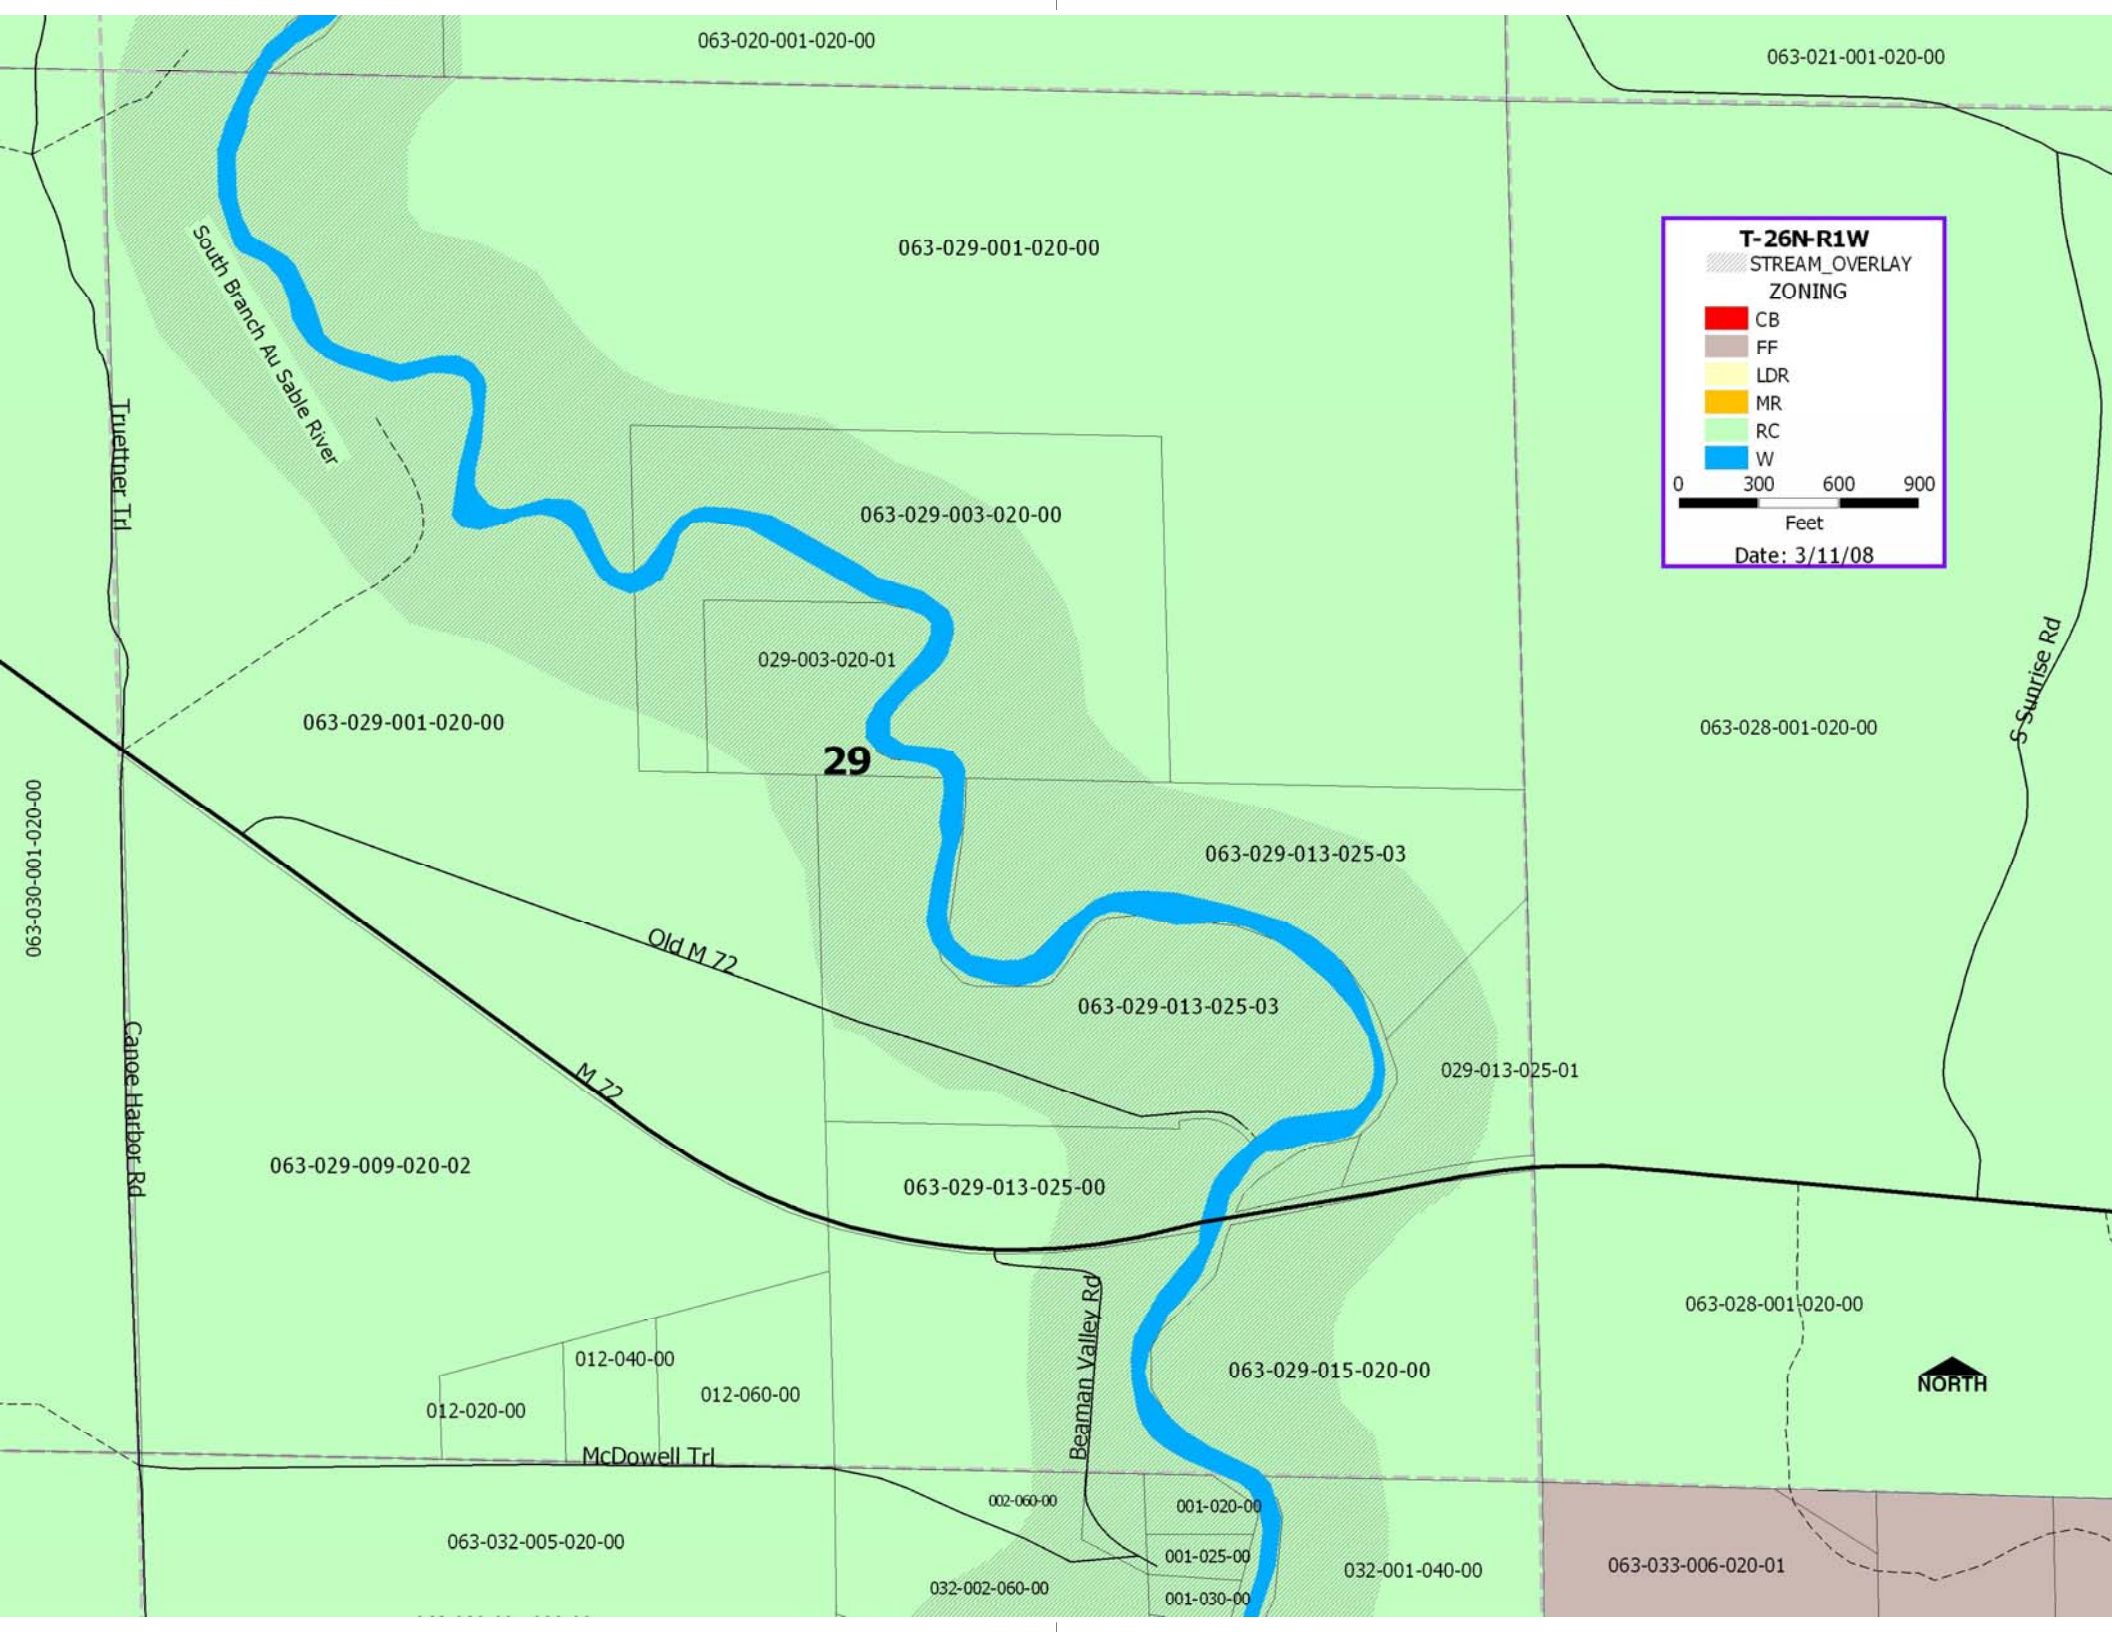 063-020-001-020-00
063-021-001-020-00
063-029-001-020-00
T-26N-R1W
STREAM_OVERLAY
ZONING
CB
FF
LDR
MR
RC
W
0 300 600 900
Feet
Date: 3/11/08
South Branch Au Sable River
Truettner Trl
063-029-003-020-00
029-003-020-01
063-029-001-020-00
29
S Sunrise Rd
063-028-001-020-00
063-030-001-020-00
063-029-013-025-03
Old M 72
063-029-013-025-03
Canoe Harbor Rd
M 72
029-013-025-01
063-029-009-020-02
063-029-013-025-00
Beaman Valley Rd
063-028-001-020-00
012-040-00
012-060-00
012-020-00
063-029-015-020-00
NORTH
McDowell Trl
002-060-00
001-020-00
063-032-005-020-00
001-025-00
032-002-060-00
001-030-00
032-001-040-00
063-033-006-020-01